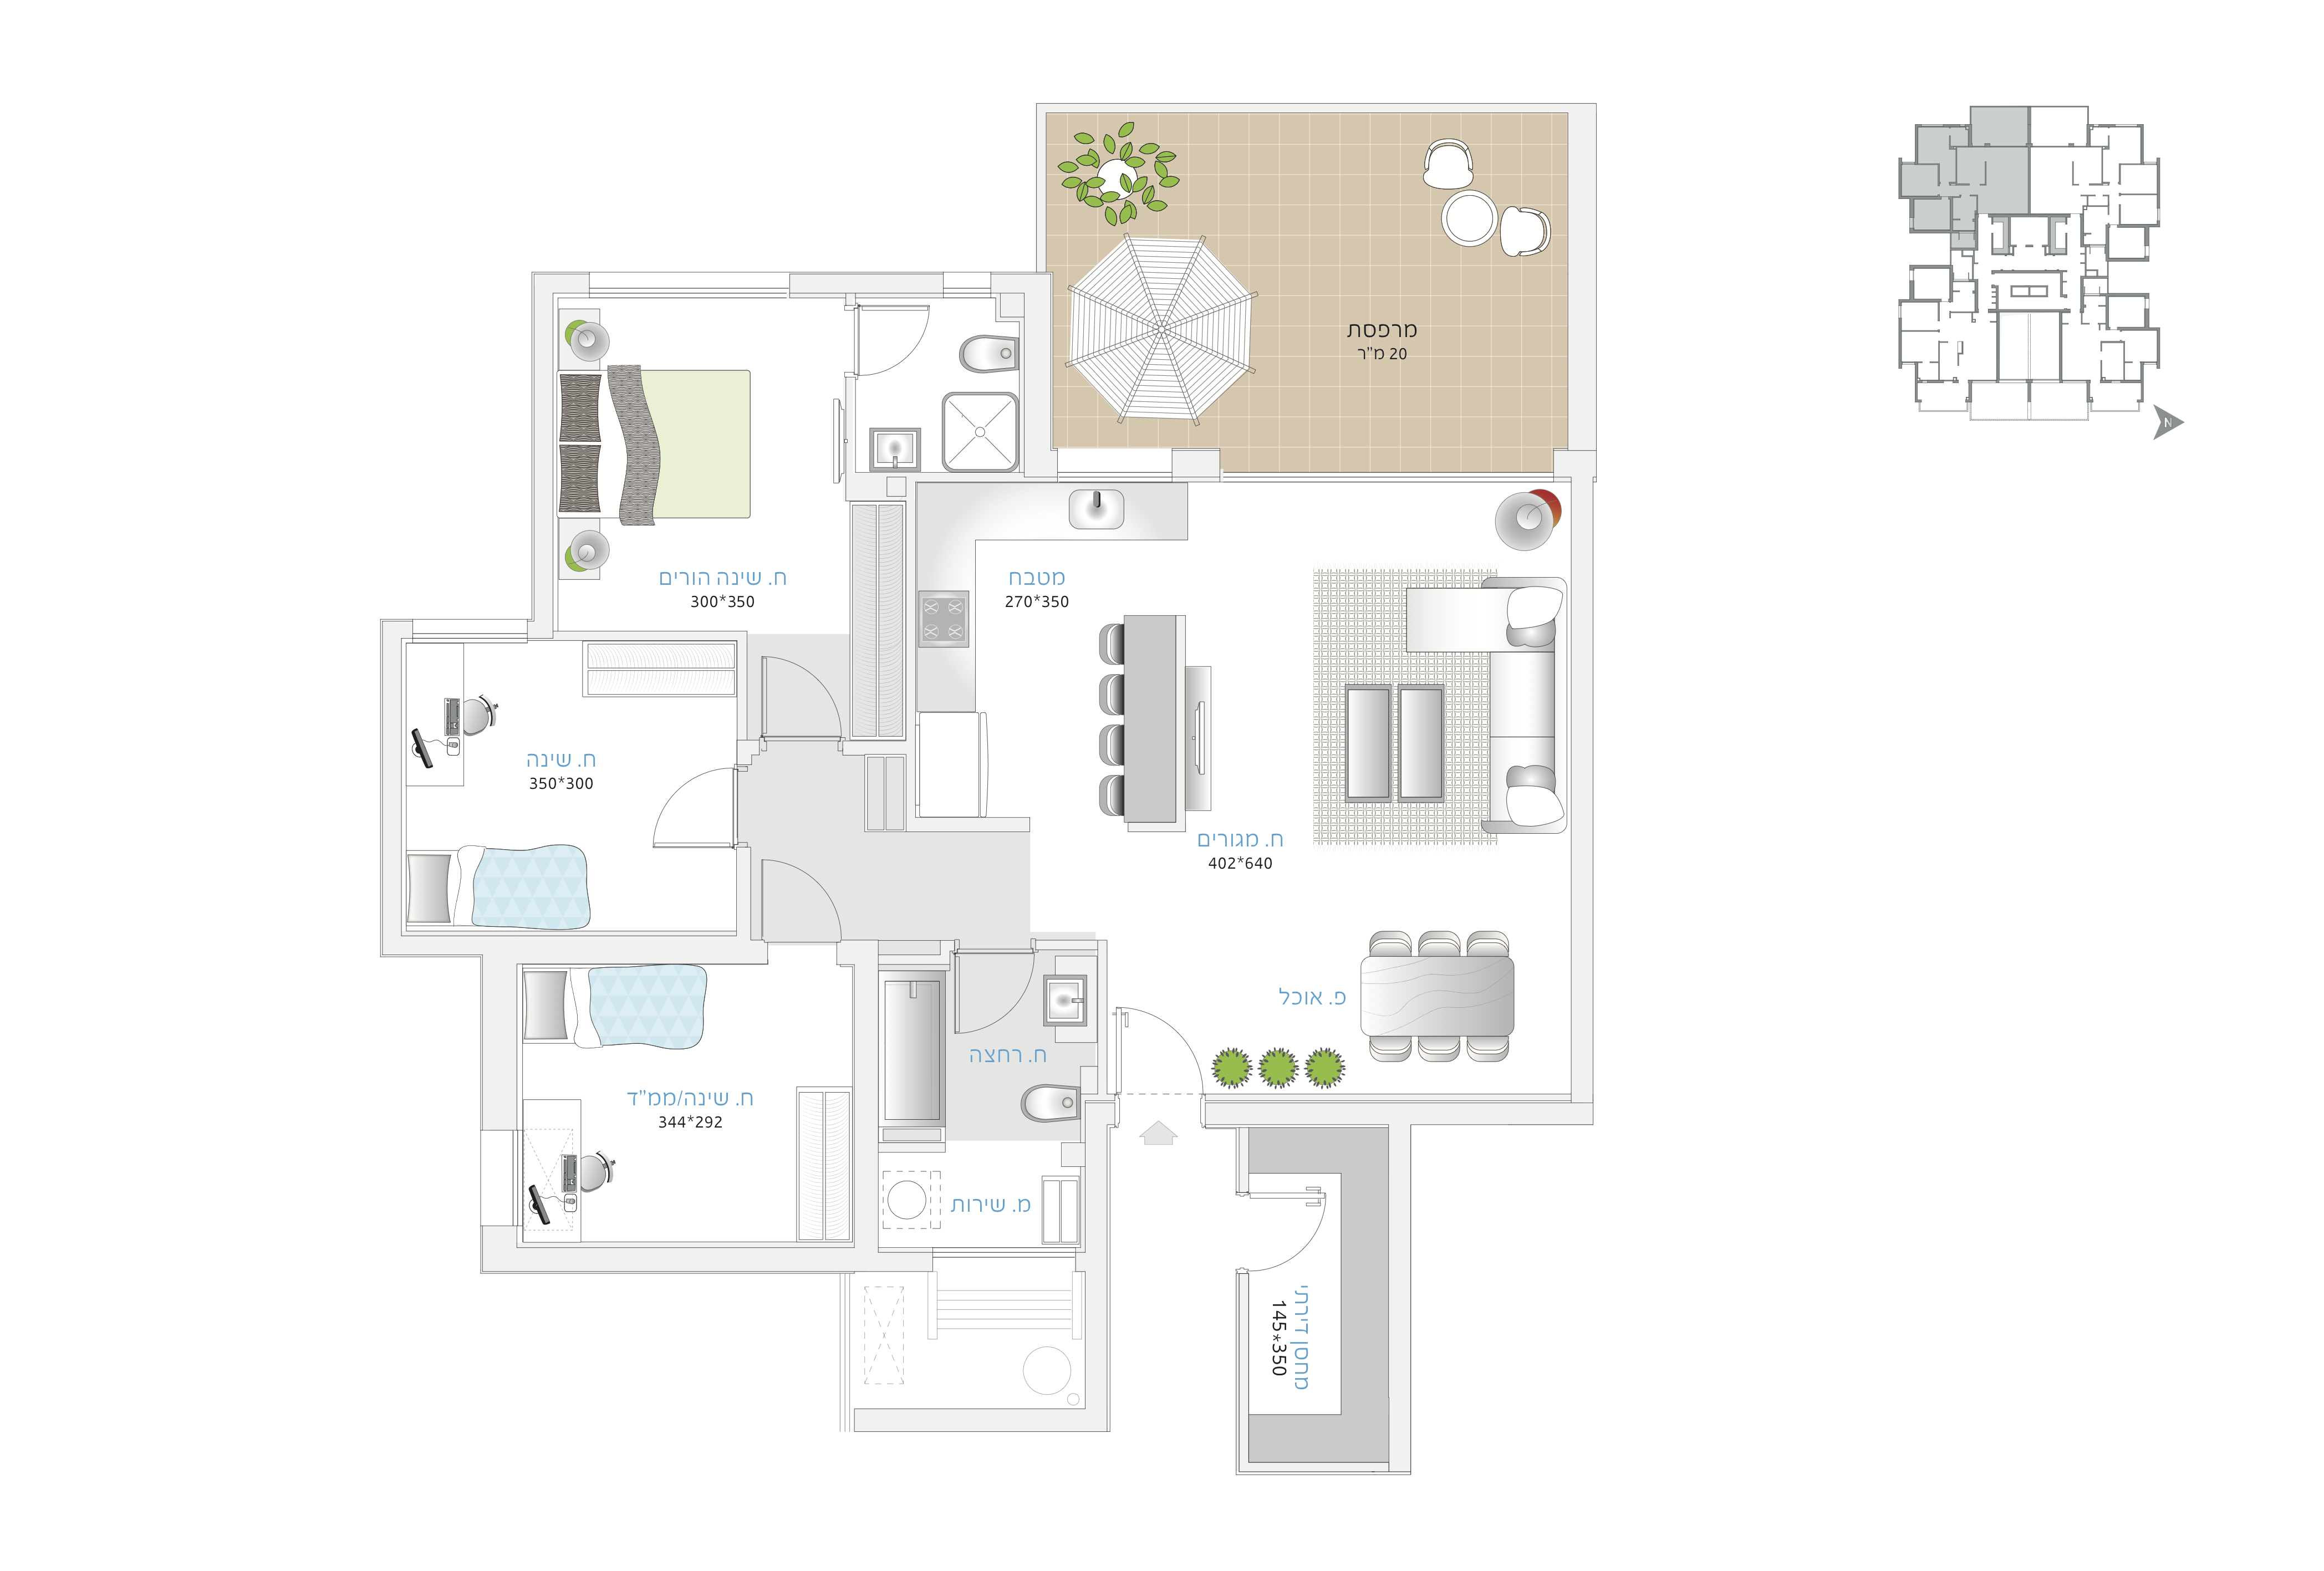 מרפסת
20 מ"ר
ח. שינה הורים
300*350
מטבח
270*350
ח. שינה
350*300
ח. מגורים
402*640
פ. אוכל
ח. רחצה
ח. שינה/ממ"ד
344*292
מ. שירות
מחסן דירתי
145*350
N